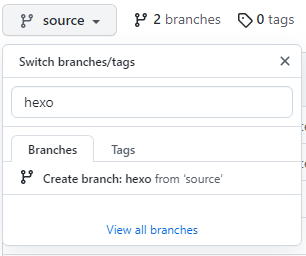 source 2 branches 0 tags
Switch branches/tags
hexo
Branches Tags
Create branch: hexo from 'source'
View all branches